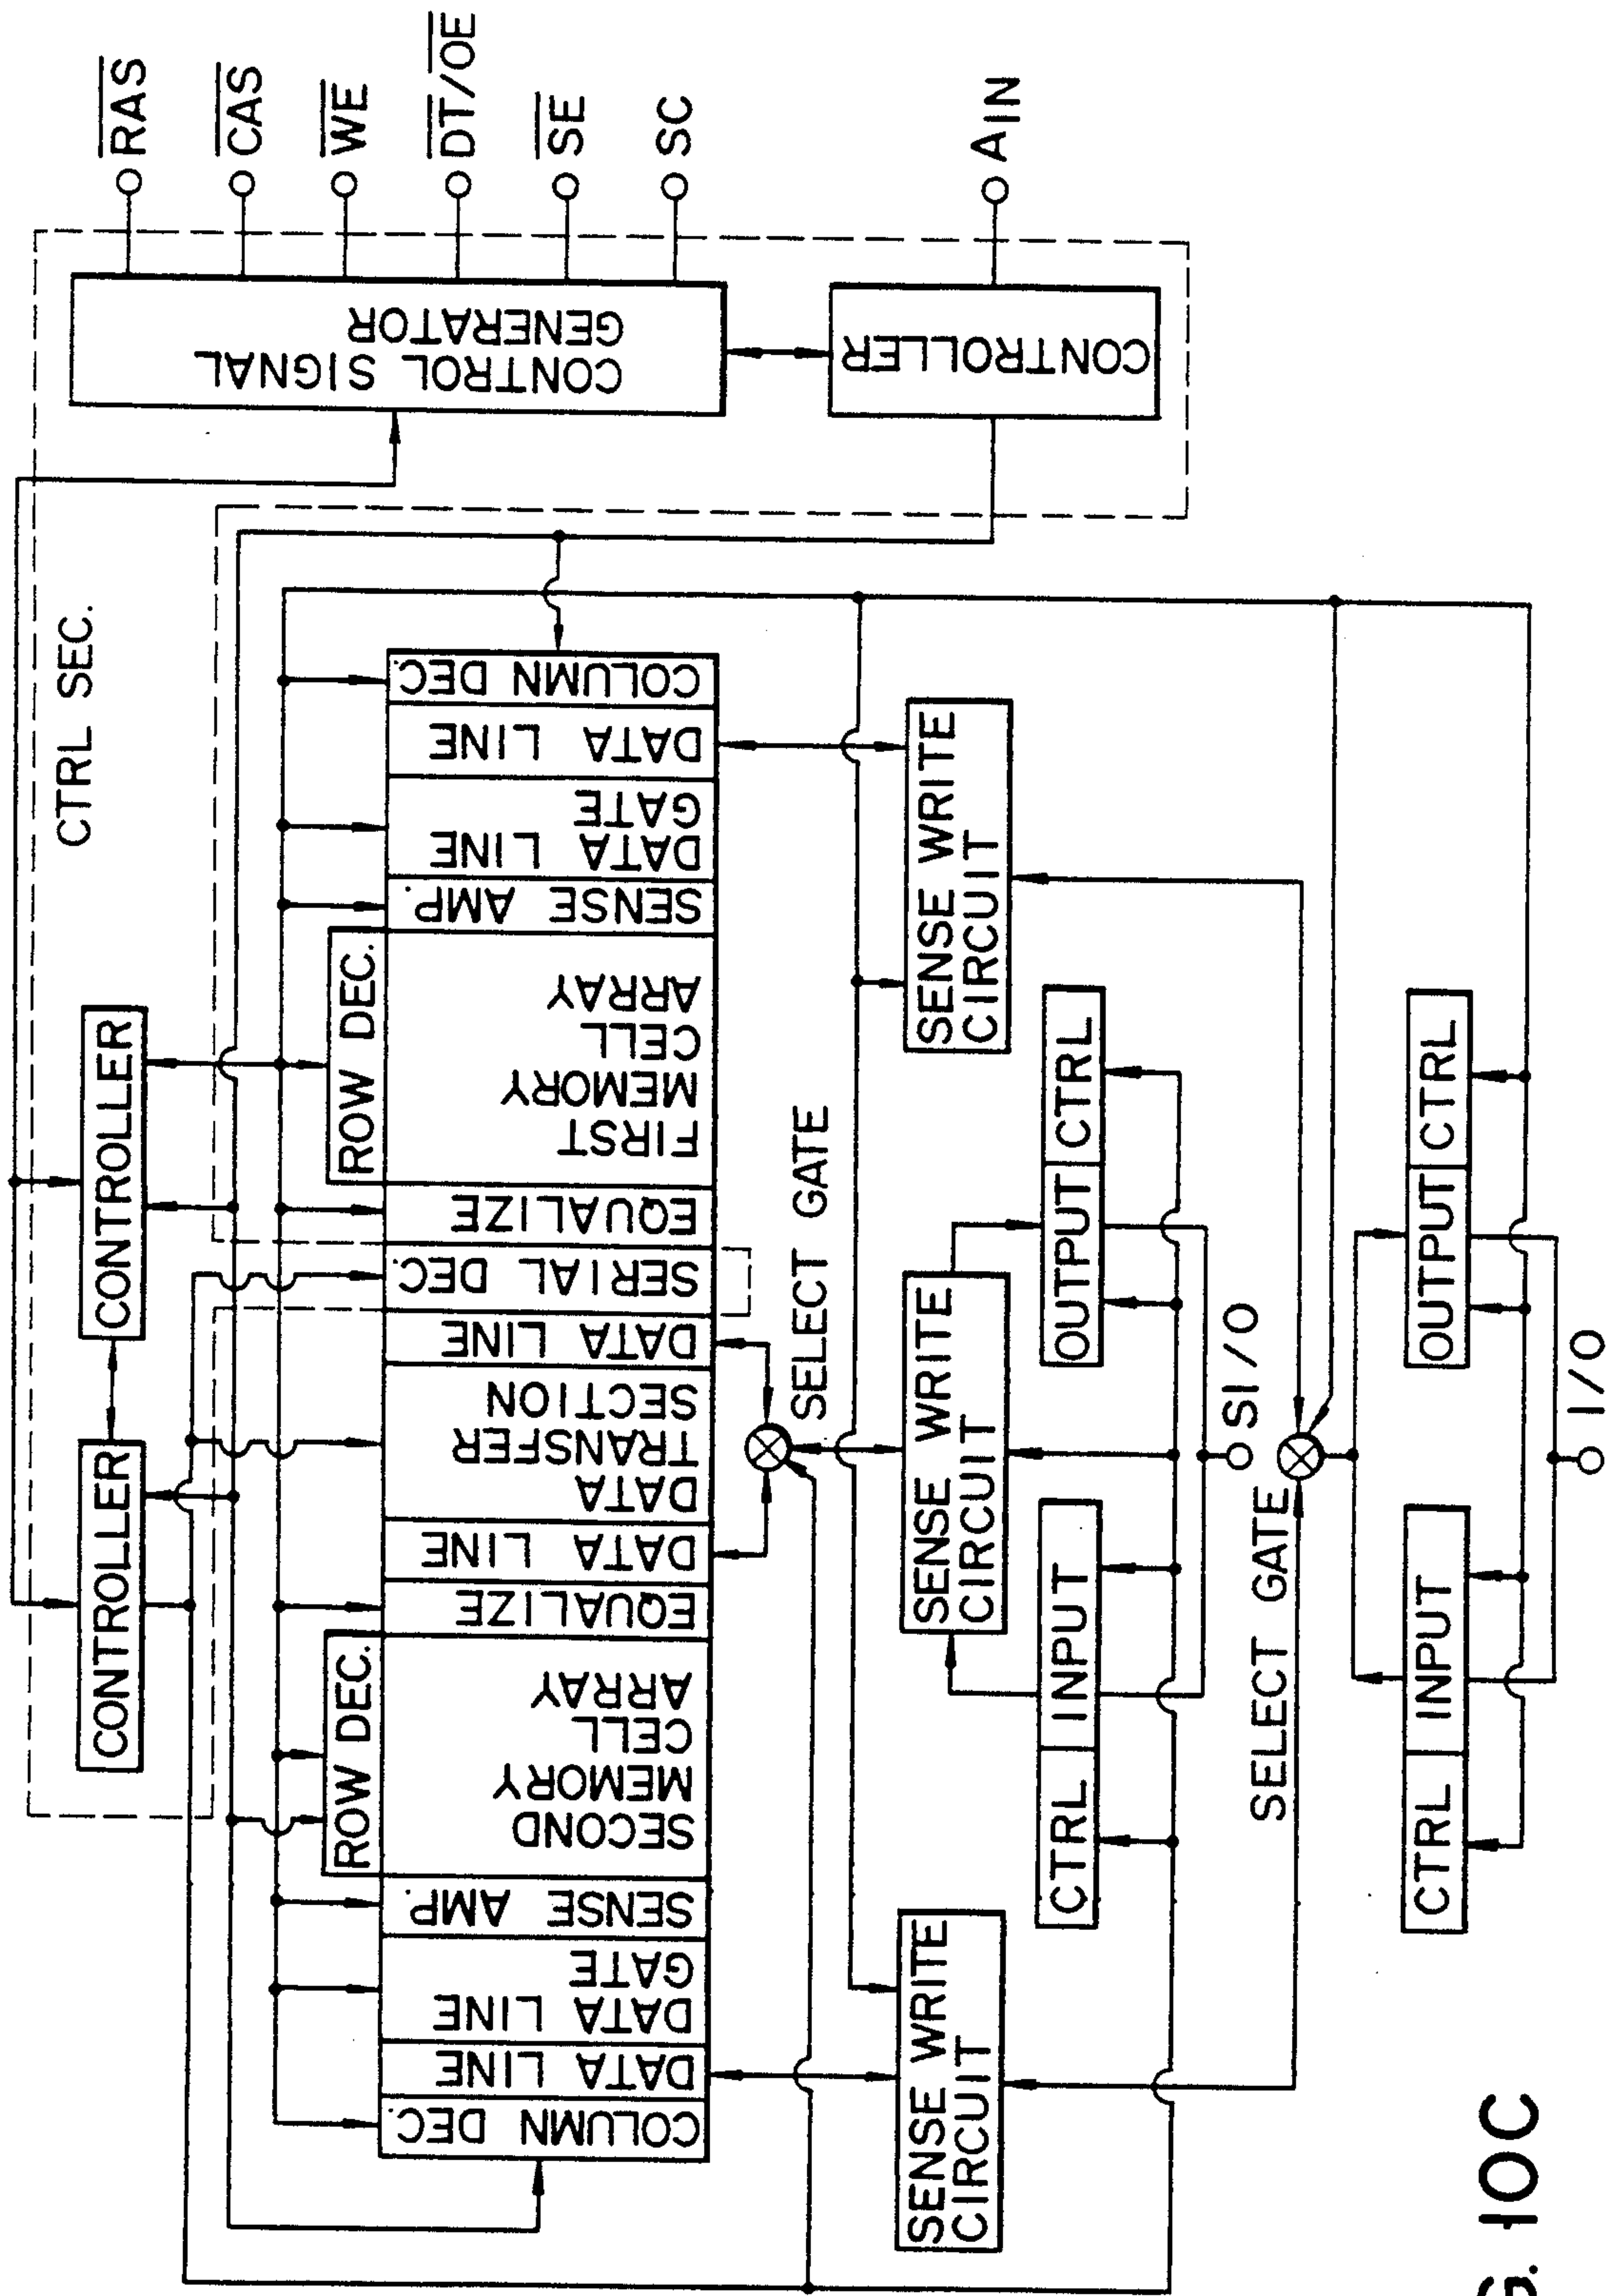 CTRL SEC.
CONTROLLER
CONTROLLER
CONTROL SIGNAL
GENERATOR
CONTROLLER
RAS
CAS
WE
DT/OE
SE
SC
AIN
COLUMN DEC.
DATA LINE
DATA LINE
GATE
SENSE AMP.
ROW DEC.
SECOND
MEMORY
CELL
ARRAY
EQUALIZE
DATA LINE
DATA
TRANSFER
SECTION
DATA LINE
SERIAL DEC.
EQUALIZE
ROW DEC.
FIRST
MEMORY
CELL
ARRAY
SENSE AMP.
DATA LINE
GATE
DATA LINE
COLUMN DEC.
SELECT GATE
SENSE WRITE
CIRCUIT
SENSE WRITE
CIRCUIT
SENSE WRITE
CIRCUIT
CTRL INPUT
OUTPUT CTRL
SI/O
SELECT GATE
CTRL INPUT
OUTPUT CTRL
I/O
G. 10C